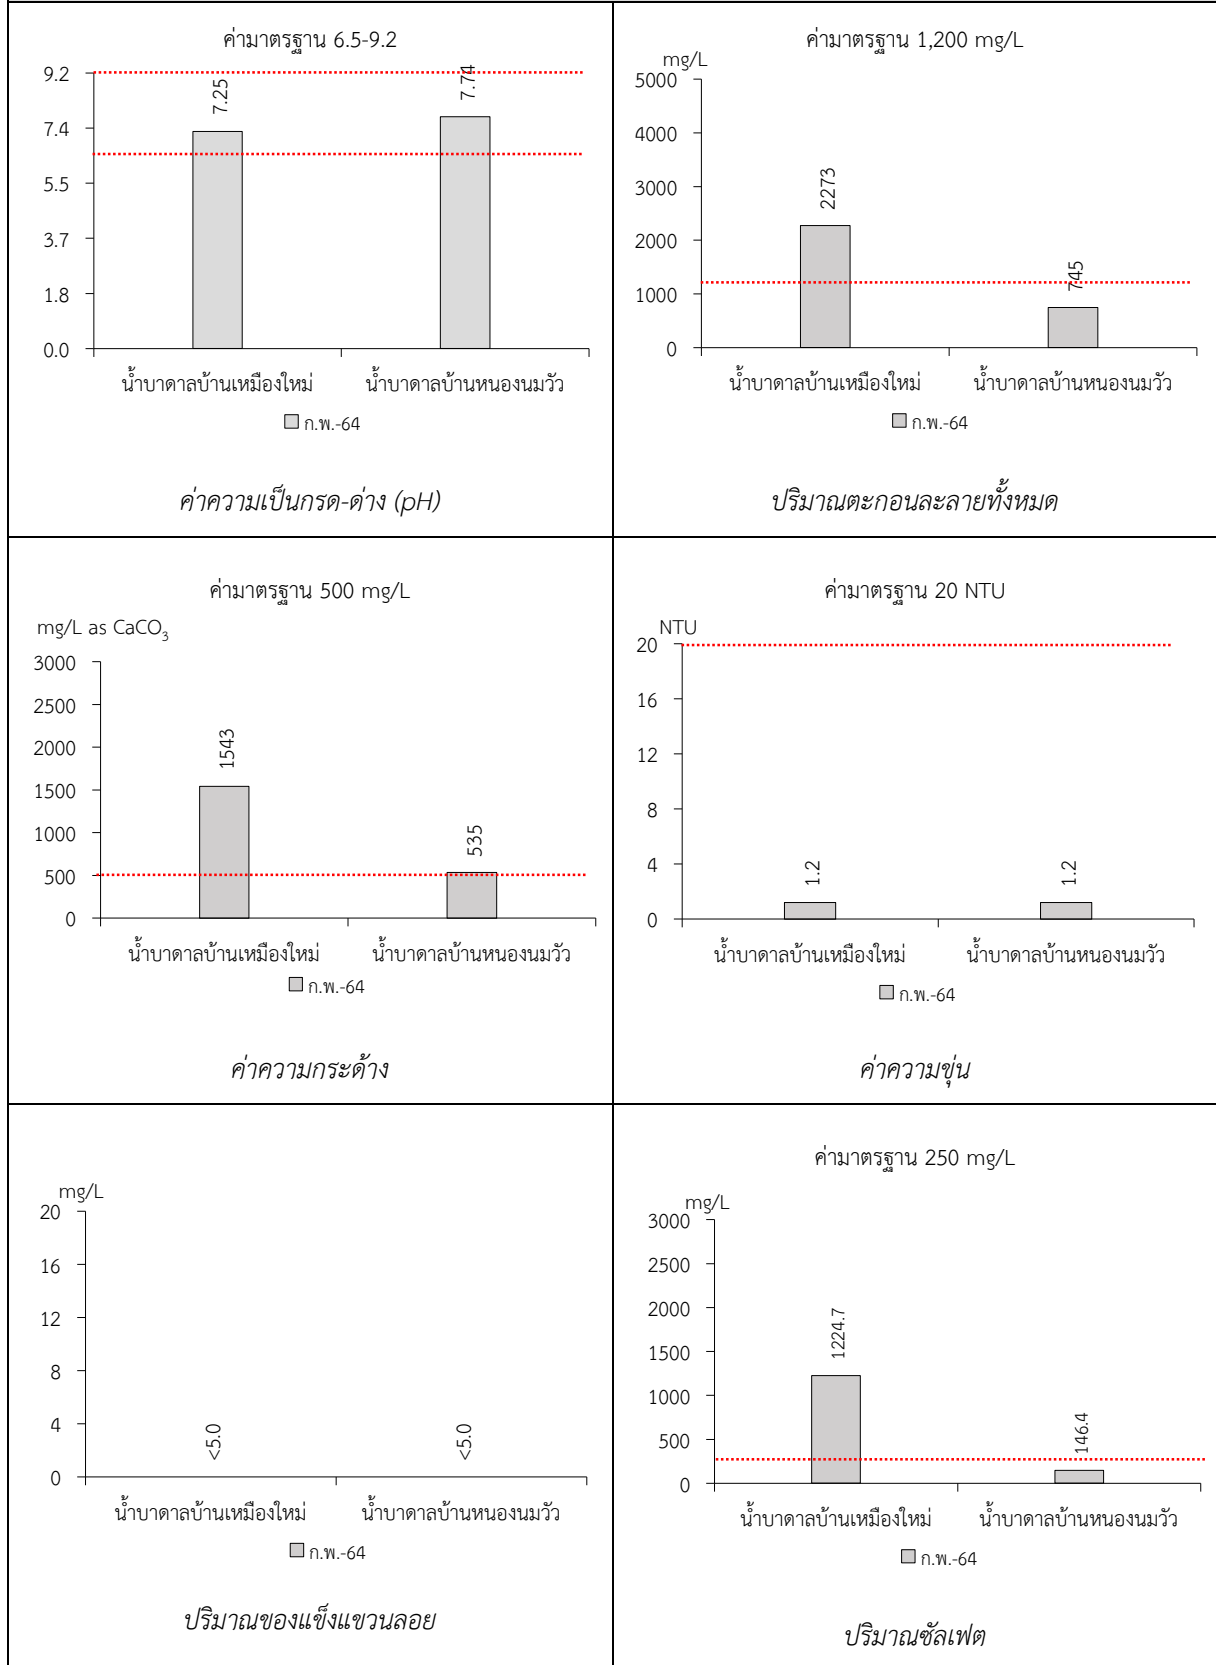 ค่ามาตรฐาน 6.5-9.2
9.2
7.4
5.5
3.7
1.8
0.0
7.25
7.74
น้ำบาดาลบ้านเหมืองใหม่
น้ำบาดาลบ้านหนองนมวัว
ก.พ.-64
ค่าความเป็นกรด-ด่าง (pH)
ค่ามาตรฐาน 1,200 mg/L
mg/L
5000
4000
3000
2000
1000
0
2273
745
น้ำบาดาลบ้านเหมืองใหม่
น้ำบาดาลบ้านหนองนมวัว
ก.พ.-64
ปริมาณตะกอนละลายทั้งหมด
ค่ามาตรฐาน 500 mg/L
mg/L as CaCO₃
3000
2500
2000
1500
1000
500
0
1543
535
น้ำบาดาลบ้านเหมืองใหม่
น้ำบาดาลบ้านหนองนมวัว
ก.พ.-64
ค่าความกระด้าง
ค่ามาตรฐาน 20 NTU
NTU
20
16
12
8
4
0
1.2
1.2
น้ำบาดาลบ้านเหมืองใหม่
น้ำบาดาลบ้านหนองนมวัว
ก.พ.-64
ค่าความขุ่น
mg/L
20
16
12
8
4
0
<5.0
<5.0
น้ำบาดาลบ้านเหมืองใหม่
น้ำบาดาลบ้านหนองนมวัว
ก.พ.-64
ปริมาณของแข็งแขวนลอย
ค่ามาตรฐาน 250 mg/L
mg/L
3000
2500
2000
1500
1000
500
0
1224.7
146.4
น้ำบาดาลบ้านเหมืองใหม่
น้ำบาดาลบ้านหนองนมวัว
ก.พ.-64
ปริมาณซัลเฟต